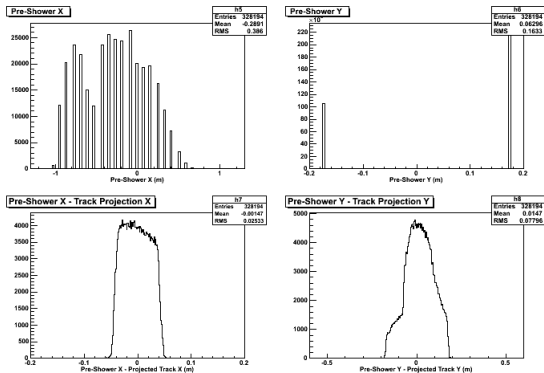 Pre-Shower X
h5
Entries 328194
Mean -0.2891
RMS 0.386
25000
20000
15000
10000
5000
0
-1 0 1
Pre-Shower X (m)
Pre-Shower Y
h6
Entries 328194
Mean 0.06296
RMS 0.1633
220
200
180
160
140
120
100
80
60
40
20
0
-0.2 -0.1 0 0.1 0.2
Pre-Shower Y (m)
Pre-Shower X - Track Projection X
h7
Entries 328194
Mean -0.00147
RMS 0.02533
4000
3500
3000
2500
2000
1500
1000
500
0
-0.2 -0.1 0 0.1 0.2
Pre-Shower X - Projected Track X (m)
Pre-Shower Y - Track Projection Y
h8
Entries 328194
Mean 0.0147
RMS 0.07796
5000
4000
3000
2000
1000
0
-0.5 0 0.5
Pre-Shower Y - Projected Track Y (m)